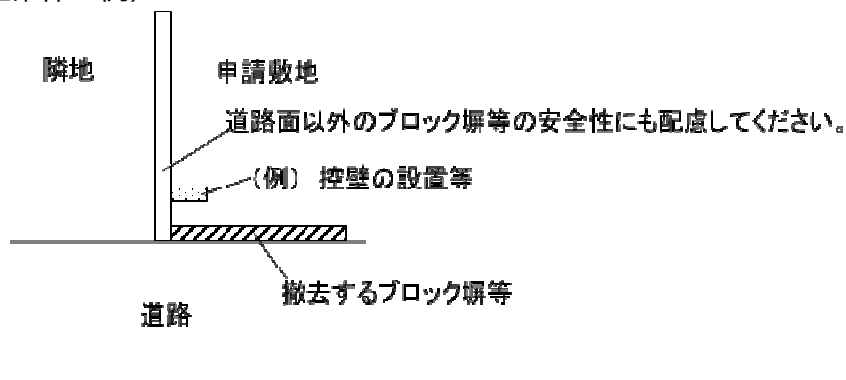 隣地
申請敷地
道路面以外のブロック塀等の安全性にも配慮してください。
(例) 控壁の設置等
撤去するブロック塀等
道路